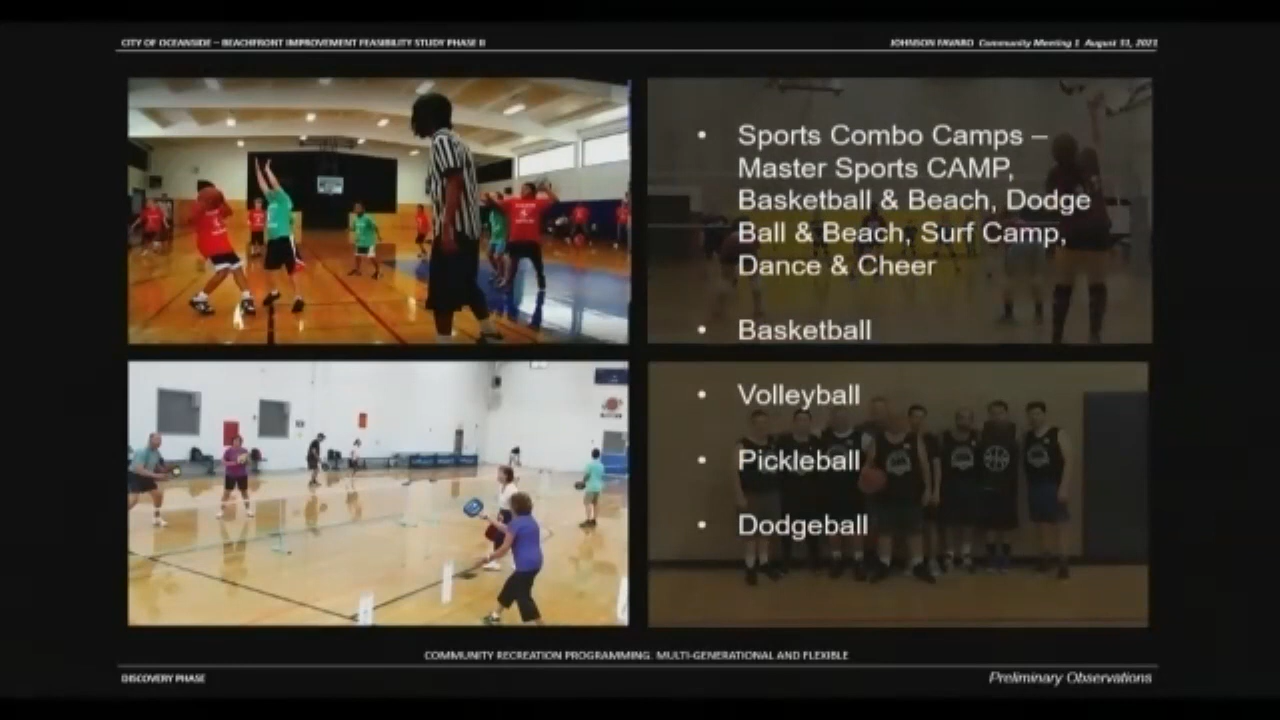 CITY OF OCEANSIDE – BEACHFRONT IMPROVEMENT FEASIBILITY STUDY PHASE II
JOHNSON FAVARO Community Meeting 1 August 31, 2021
• Sports Combo Camps –
Master Sports CAMP,
Basketball & Beach, Dodge
Ball & Beach, Surf Camp,
Dance & Cheer
• Basketball
• Volleyball
• Pickleball
• Dodgeball
COMMUNITY RECREATION PROGRAMMING. MULTI-GENERATIONAL AND FLEXIBLE
DISCOVERY PHASE
Preliminary Observations